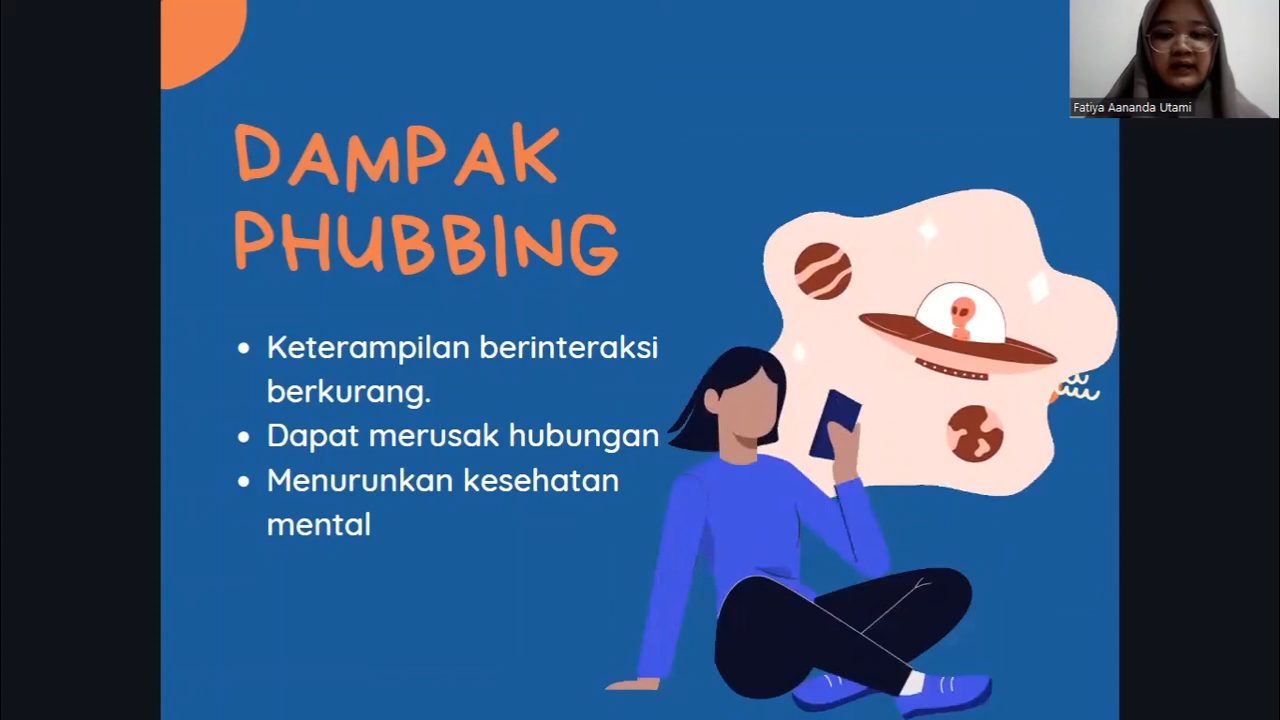 DAMPAK
PHUBBING
• Keterampilan berinteraksi
berkurang.
• Dapat merusak hubungan
• Menurunkan kesehatan
mental
Fatiya Aananda Utami